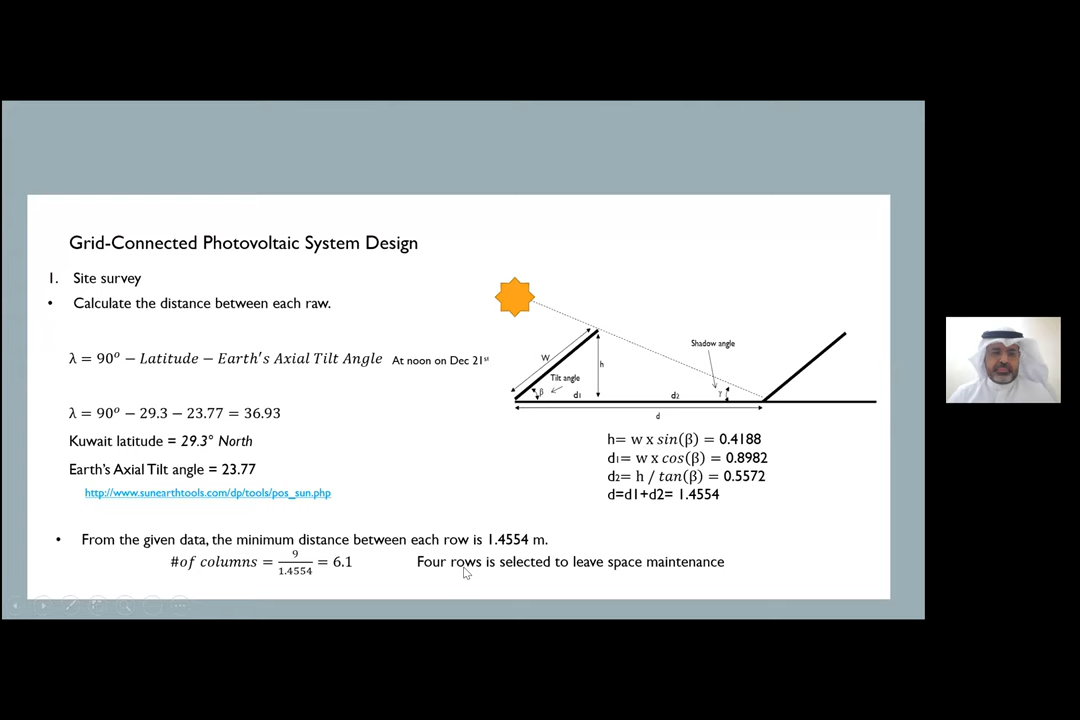 Grid-Connected Photovoltaic System Design
1. Site survey
• Calculate the distance between each raw.
λ = 90° − Latitude − Earth's Axial Tilt Angle At noon on Dec 21st
λ = 90° − 29.3 − 23.77 = 36.93
Kuwait latitude = 29.3° North
Earth's Axial Tilt angle = 23.77
http://www.sunearthtools.com/dp/tools/pos_sun.php
Shadow angle
W
h
Tilt angle
β
d1
d2
γ
d
h= w x sin(β) = 0.4188
d1= w x cos(β) = 0.8982
d2= h / tan(β) = 0.5572
d=d1+d2= 1.4554
• From the given data, the minimum distance between each row is 1.4554 m.
#of columns = 9/1.4554 = 6.1 Four rows is selected to leave space maintenance